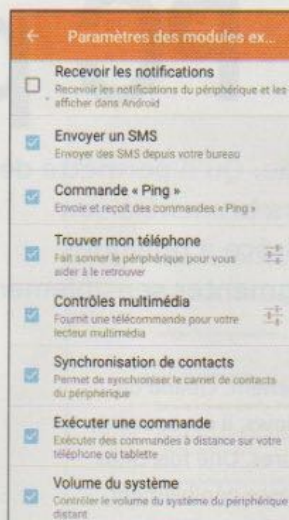 Paramètres des modules ex...
Recevoir les notifications
Recevoir les notifications du périphérique et les
afficher dans Android
Envoyer un SMS
Envoyer des SMS depuis votre bureau
Commande « Ping »
Envoie et reçoit des commandes « Ping »
Trouver mon téléphone
Fait sonner le périphérique pour vous
aider à le retrouver
Contrôles multimédia
Fournit une télécommande pour votre
lecteur multimédia
Synchronisation de contacts
Permet de synchroniser le carnet de contacts
du périphérique
Exécuter une commande
Exécuter des commandes à distance sur votre
téléphone ou tablette
Volume du système
Contrôler le volume du système du périphérique
distant